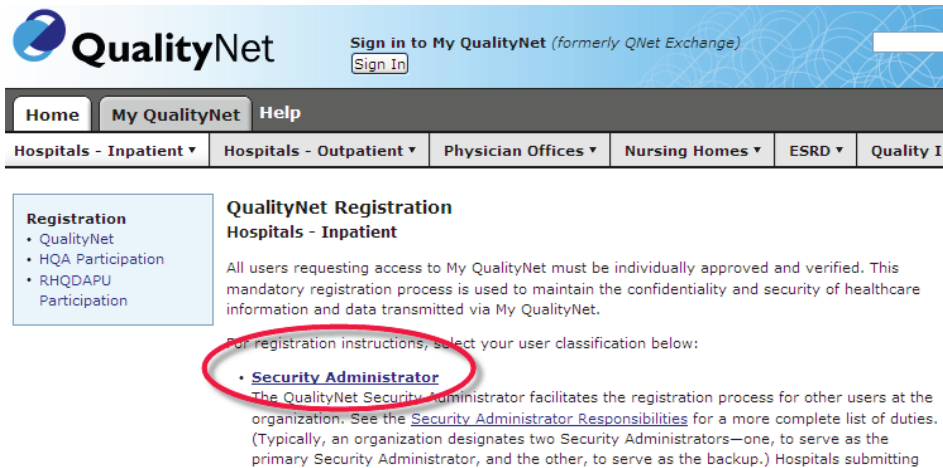 QualityNet
Sign in to My QualityNet (formerly QNet Exchange)
Sign In
Home My QualityNet Help
Hospitals - Inpatient ▾ Hospitals - Outpatient ▾ Physician Offices ▾ Nursing Homes ▾ ESRD ▾ Quality I
Registration
• QualityNet
• HQA Participation
• RHQDAPU
Participation
QualityNet Registration
Hospitals - Inpatient
All users requesting access to My QualityNet must be individually approved and verified. This
mandatory registration process is used to maintain the confidentiality and security of healthcare
information and data transmitted via My QualityNet.
For registration instructions, select your user classification below:
• Security Administrator
The QualityNet Security Administrator facilitates the registration process for other users at the
organization. See the Security Administrator Responsibilities for a more complete list of duties.
(Typically, an organization designates two Security Administrators—one, to serve as the
primary Security Administrator, and the other, to serve as the backup.) Hospitals submitting